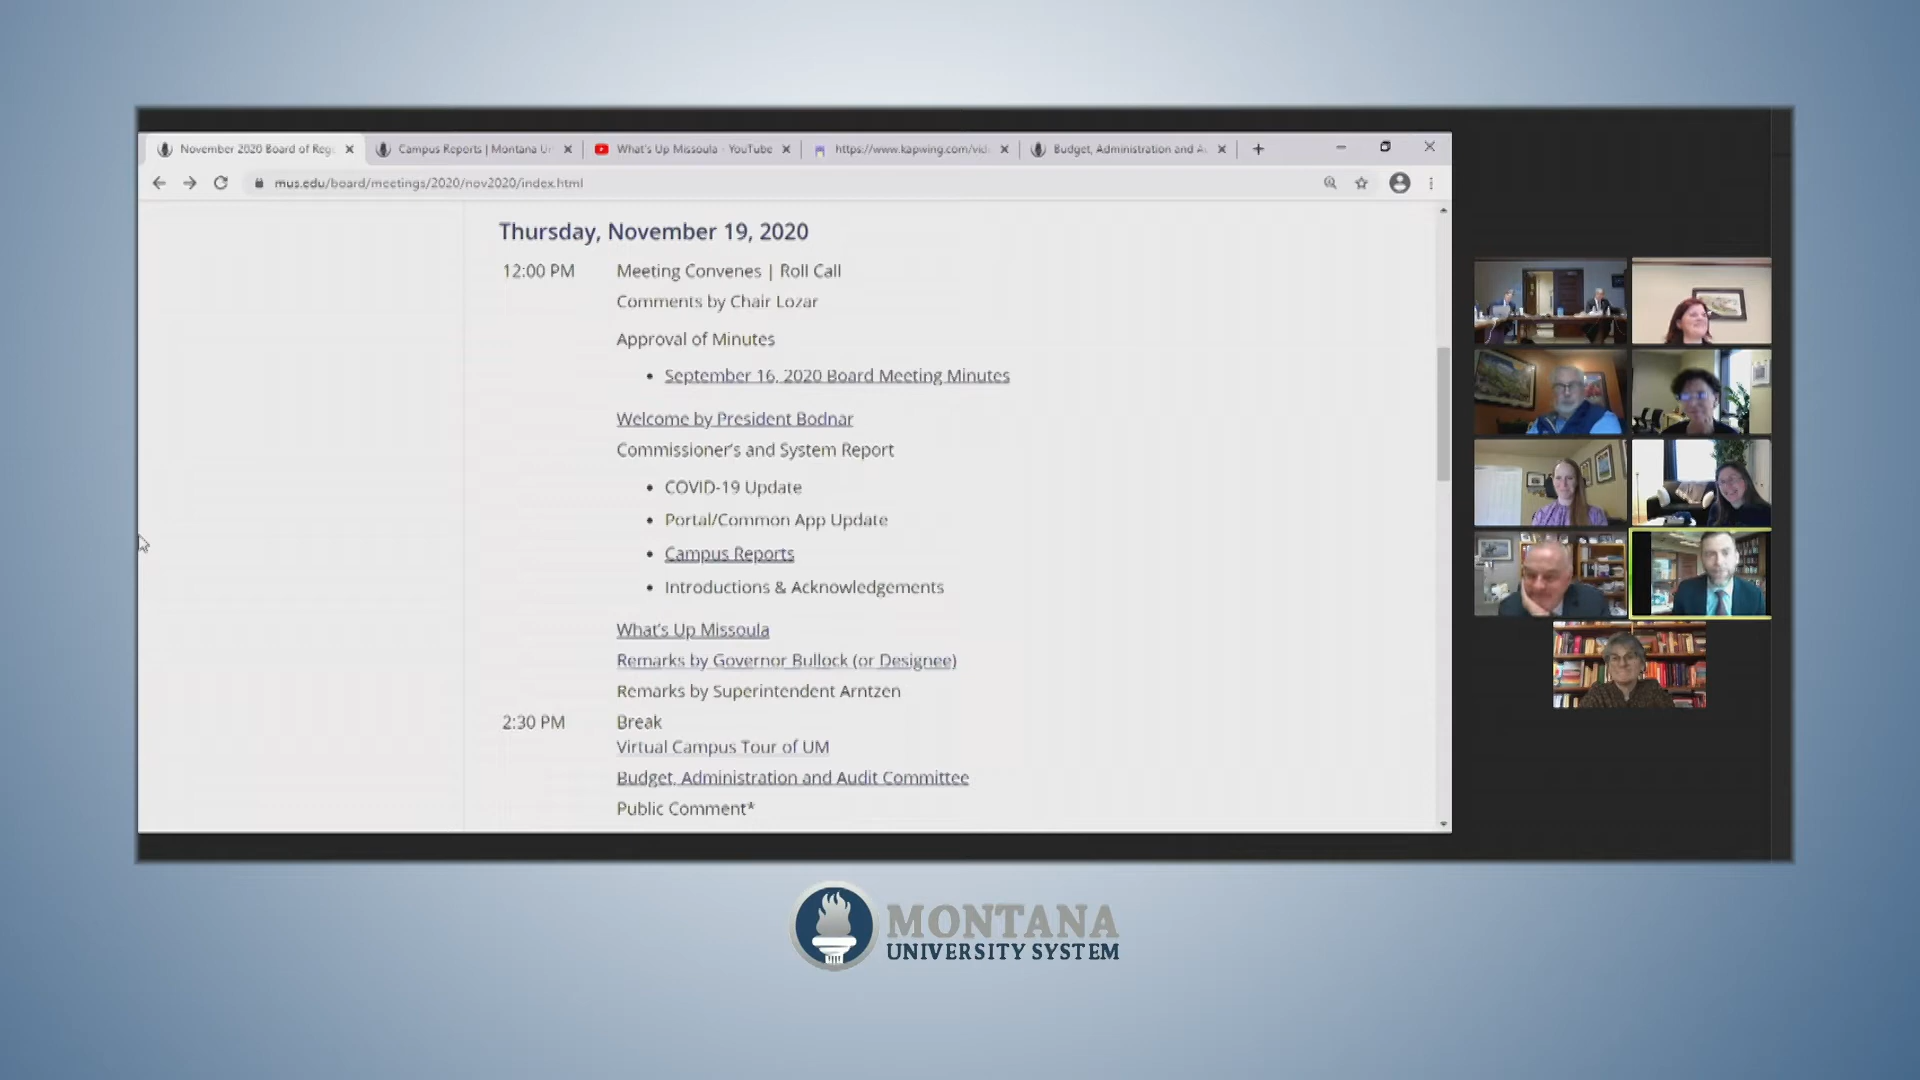 November 2020 Board of Reg
Campus Reports | Montana Un
What's Up Missoula - YouTube
https://www.kapwing.com/vid
Budget, Administration and A
mus.edu/board/meetings/2020/nov2020/index.html
Thursday, November 19, 2020
12:00 PM Meeting Convenes | Roll Call
Comments by Chair Lozar
Approval of Minutes
• September 16, 2020 Board Meeting Minutes
Welcome by President Bodnar
Commissioner's and System Report
• COVID-19 Update
• Portal/Common App Update
• Campus Reports
• Introductions & Acknowledgements
What's Up Missoula
Remarks by Governor Bullock (or Designee)
Remarks by Superintendent Arntzen
2:30 PM Break
Virtual Campus Tour of UM
Budget, Administration and Audit Committee
Public Comment*
MONTANA
UNIVERSITY SYSTEM